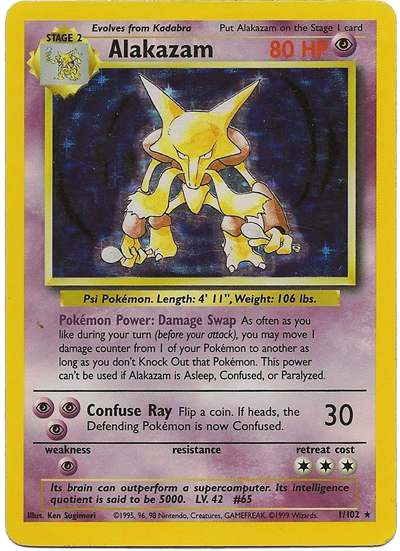 Evolves from Kadabra Put Alakazam on the Stage 1 card
STAGE 2
Alakazam 80 HP
Psi Pokémon. Length: 4' 11", Weight: 106 lbs.
Pokémon Power: Damage Swap As often as you
like during your turn (before your attack), you may move 1
damage counter from 1 of your Pokémon to another as
long as you don't Knock Out that Pokémon. This power
can't be used if Alakazam is Asleep, Confused, or Paralyzed.
Confuse Ray Flip a coin. If heads, the 30
Defending Pokémon is now Confused.
weakness resistance retreat cost
Its brain can outperform a supercomputer. Its intelligence
quotient is said to be 5000. LV. 42 #65
Illus. Ken Sugimori ©1995, 96, 98 Nintendo, Creatures, GAMEFREAK. ©1999 Wizards. 1/102 ★